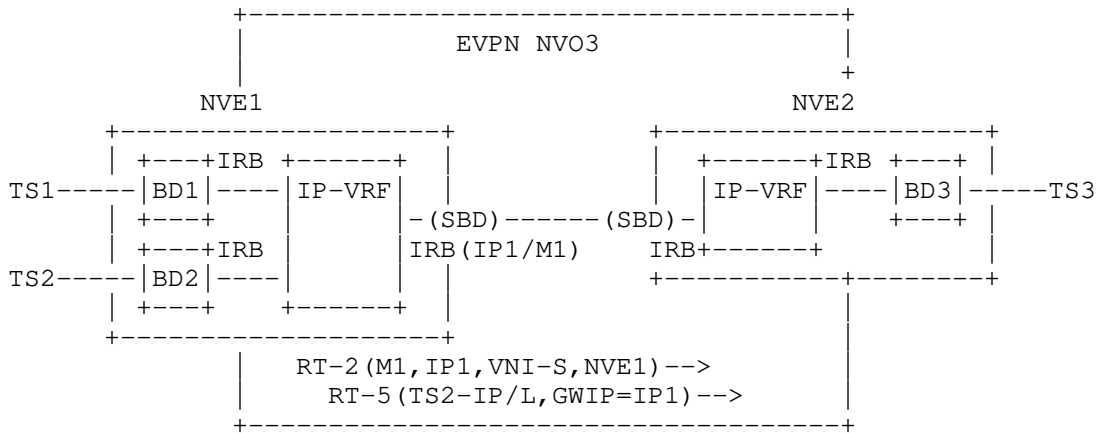 EVPN NVO3
NVE1 NVE2
IRB IRB
TS1 BD1 IP-VRF IP-VRF BD3 TS3
(SBD) (SBD)
IRB IRB(IP1/M1) IRB
TS2 BD2
RT-2(M1,IP1,VNI-S,NVE1)-->
RT-5(TS2-IP/L,GWIP=IP1)-->